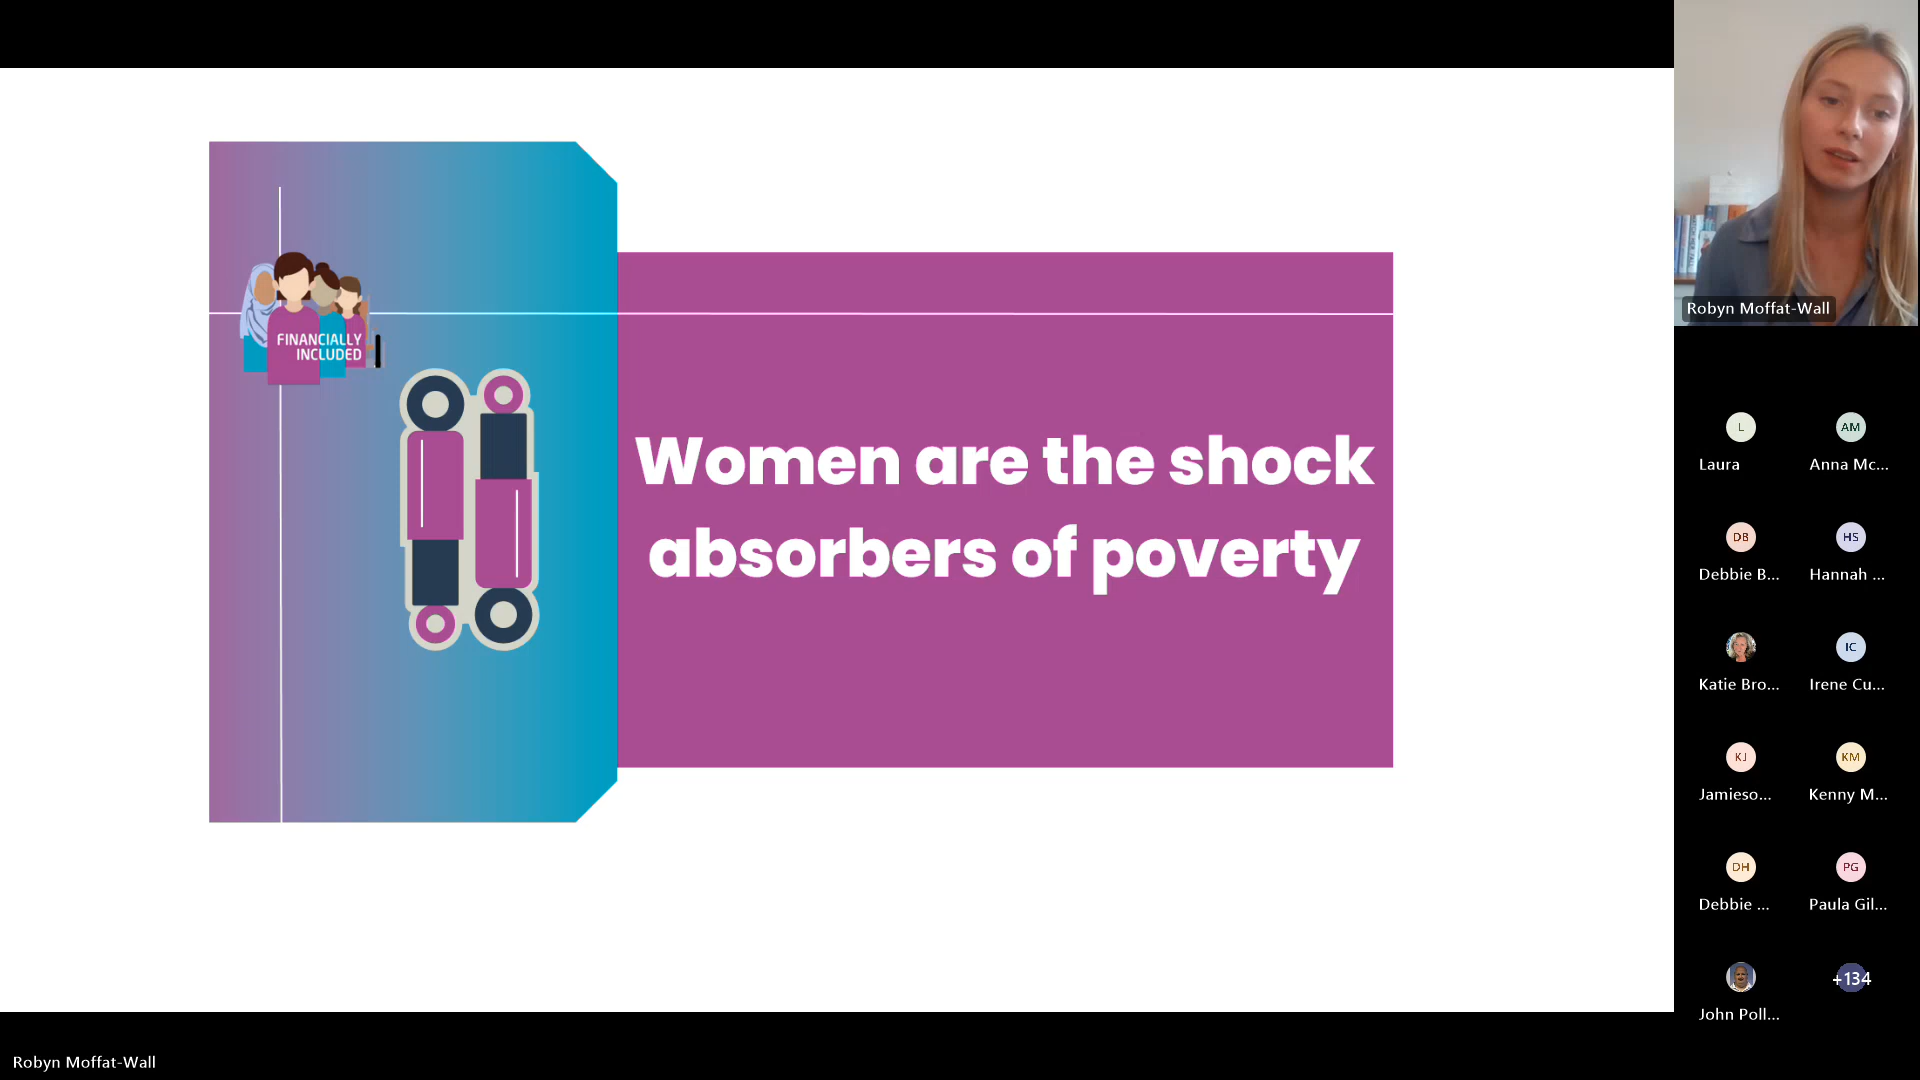 FINANCIALLY
INCLUDED
Women are the shock
absorbers of poverty
Robyn Moffat-Wall
L
AM
Laura
Anna Mc...
DB
HS
Debbie B...
Hannah ...
IC
Katie Bro...
Irene Cu...
KJ
KM
Jamieso...
Kenny M...
DH
PG
Debbie ...
Paula Gil...
+134
John Poll...
Robyn Moffat-Wall